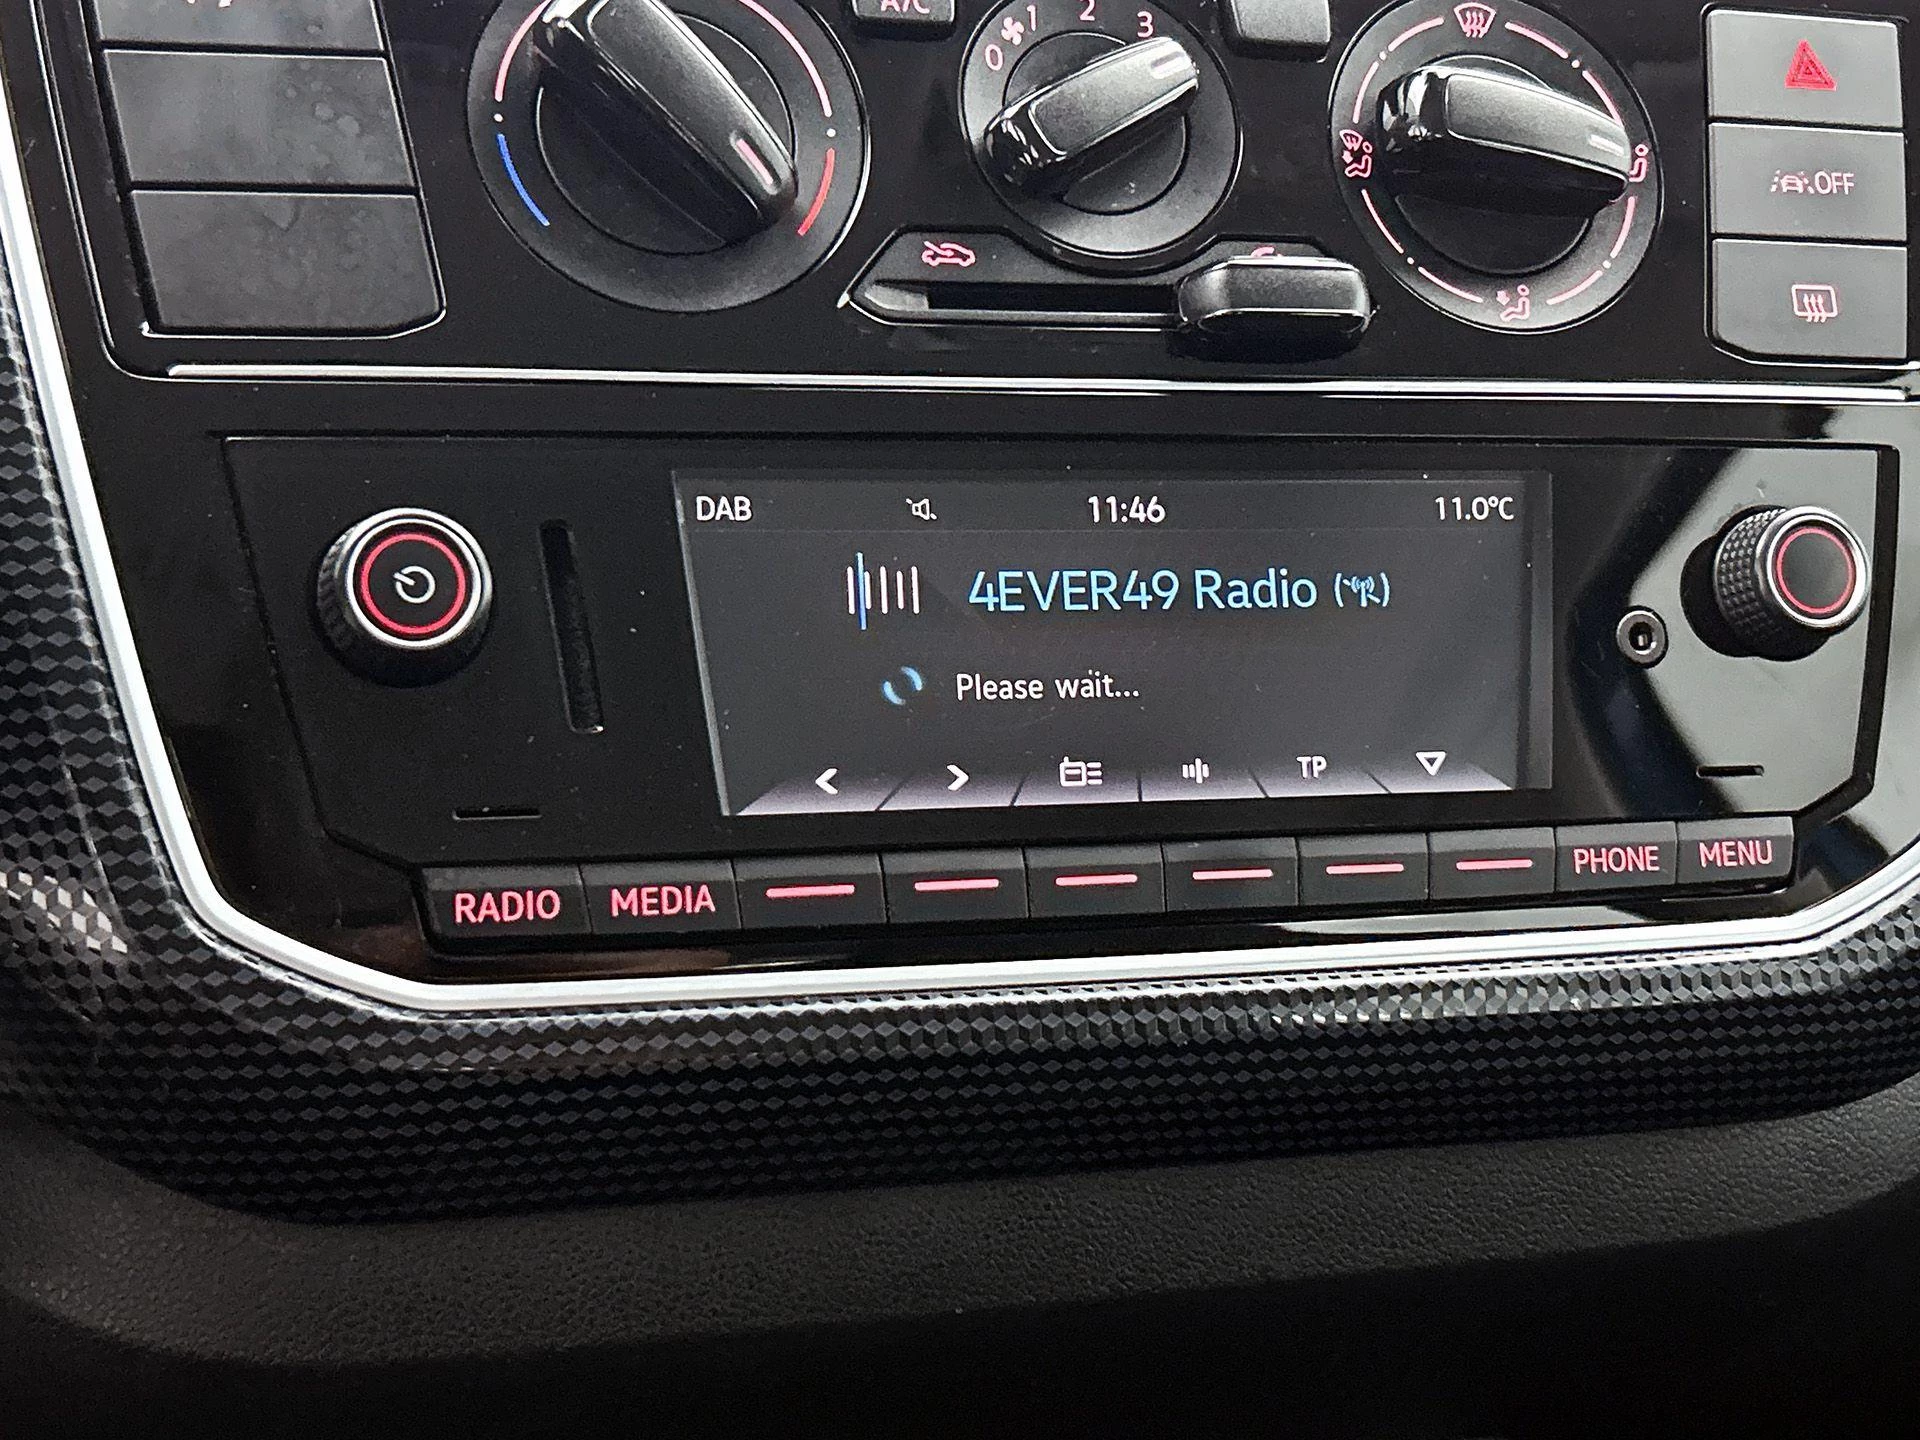 A/C
0 1 2 3
OFF
DAB 11:46 11.0°C
4EVER49 Radio
Please wait...
TP
RADIO MEDIA PHONE MENU